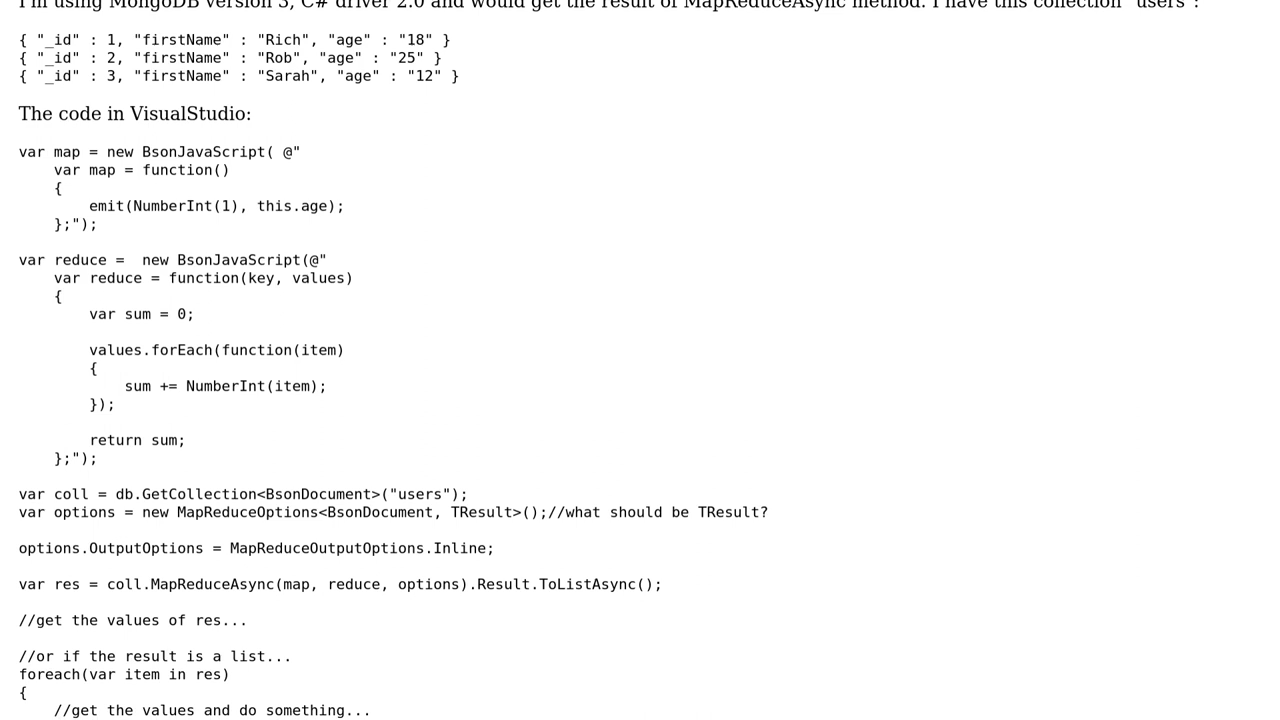 I'm using MongoDB version 3, C# driver 2.0 and would get the result of MapReduceAsync method. I have this collection "users":
{ "_id" : 1, "firstName" : "Rich", "age" : "18" }
{ "_id" : 2, "firstName" : "Rob", "age" : "25" }
{ "_id" : 3, "firstName" : "Sarah", "age" : "12" }
The code in VisualStudio:
var map = new BsonJavaScript( @"
    var map = function()
    {
        emit(NumberInt(1), this.age);
    };");
var reduce =  new BsonJavaScript(@"
    var reduce = function(key, values)
    {
        var sum = 0;
        values.forEach(function(item)
        {
            sum += NumberInt(item);
        });
        return sum;
    };");
var coll = db.GetCollection<BsonDocument>("users");
var options = new MapReduceOptions<BsonDocument, TResult>();//what should be TResult?
options.OutputOptions = MapReduceOutputOptions.Inline;
var res = coll.MapReduceAsync(map, reduce, options).Result.ToListAsync();
//get the values of res...
//or if the result is a list...
foreach(var item in res)
{
    //get the values and do something...